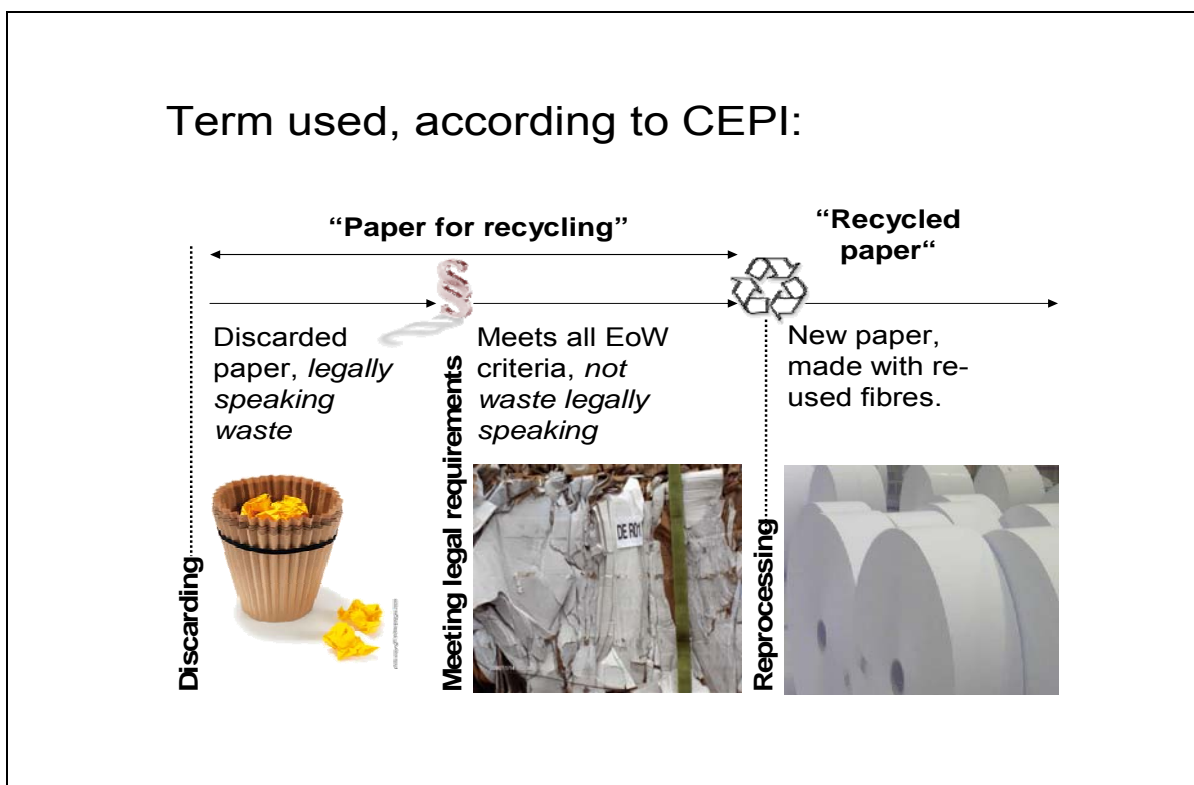 Term used, according to CEPI:
“Paper for recycling”
“Recycled
paper“
§
Discarded
paper, legally
speaking
waste
Meets all EoW
criteria, not
waste legally
speaking
New paper,
made with re-
used fibres.
Discarding
Meeting legal requirements
DE R01
Reprocessing